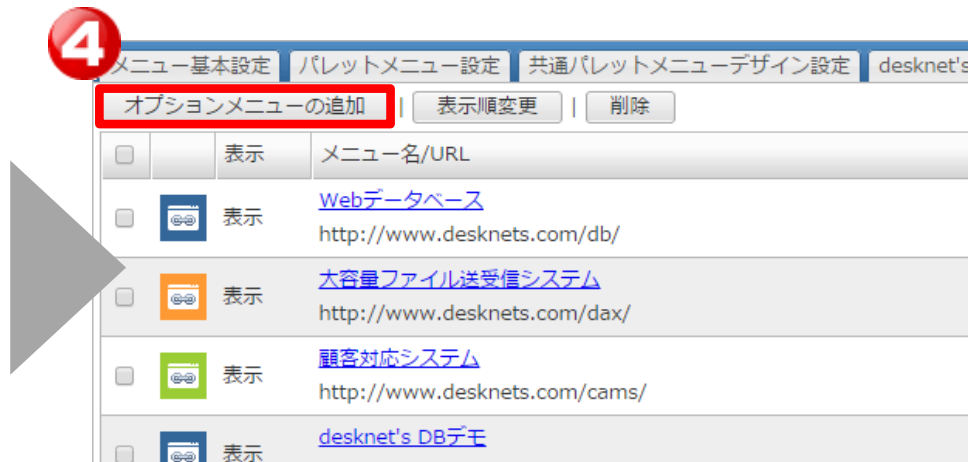 4
メニュー基本設定 パレットメニュー設定 共通パレットメニューデザイン設定 desknet's
オプションメニューの追加 | 表示順変更 | 削除
表示 メニュー名/URL
表示 Webデータベース
http://www.desknets.com/db/
表示 大容量ファイル送受信システム
http://www.desknets.com/dax/
表示 顧客対応システム
http://www.desknets.com/cams/
表示 desknet's DBデモ